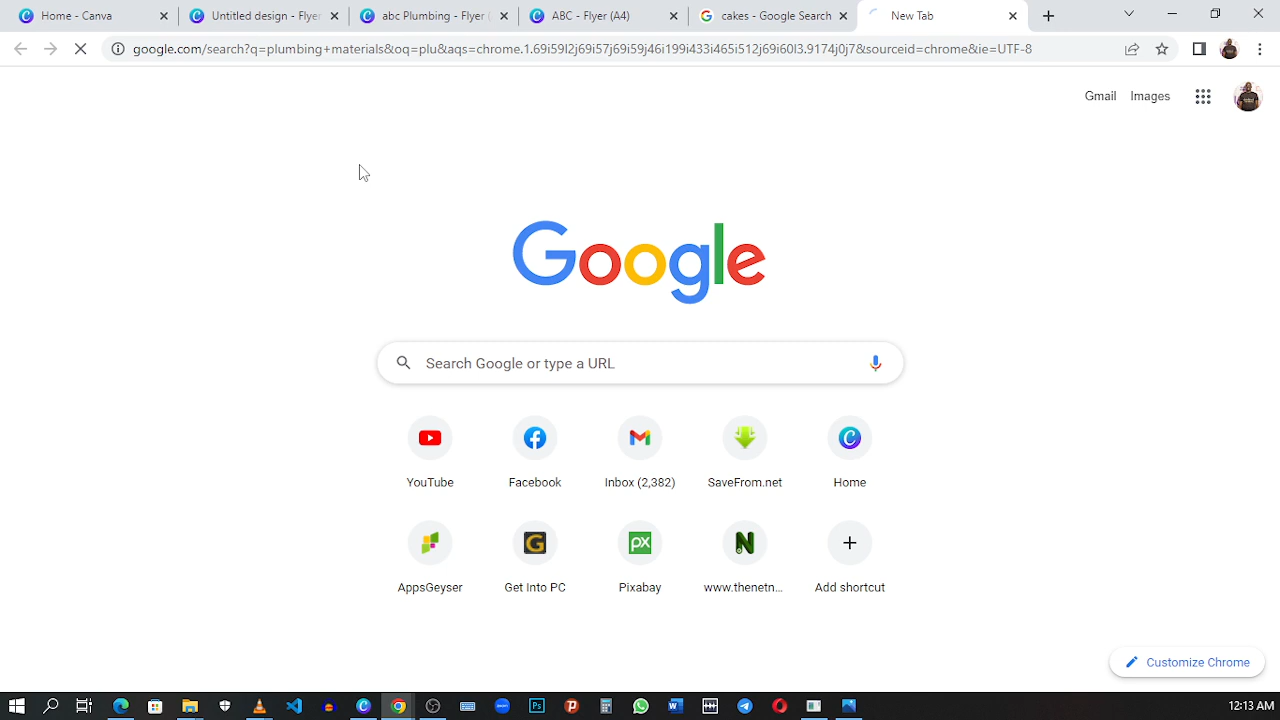 Home - Canva
Untitled design - Flyer
abc Plumbing - Flyer (
ABC - Flyer (A4)
cakes - Google Search
New Tab
google.com/search?q=plumbing+materials&oq=plu&aqs=chrome.1.69i59l2j69i57j69i59j46i199i433i465i512j69i60l3.9174j0j7&sourceid=chrome&ie=UTF-8
Gmail Images
Google
Search Google or type a URL
YouTube Facebook Inbox (2,382) SaveFrom.net Home
AppsGeyser Get Into PC Pixabay www.thenetn... Add shortcut
Customize Chrome
12:13 AM